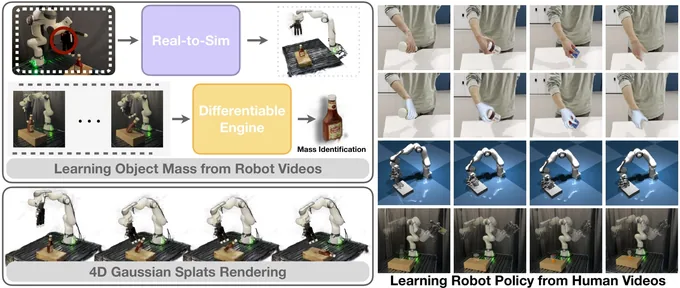 Real-to-Sim
Differentiable
Engine
Mass Identification
Learning Object Mass from Robot Videos
4D Gaussian Splats Rendering
Learning Robot Policy from Human Videos